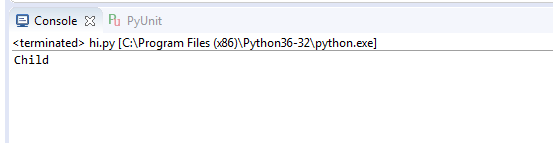 Console PyUnit
<terminated> hi.py [C:\Program Files (x86)\Python36-32\python.exe]
Child